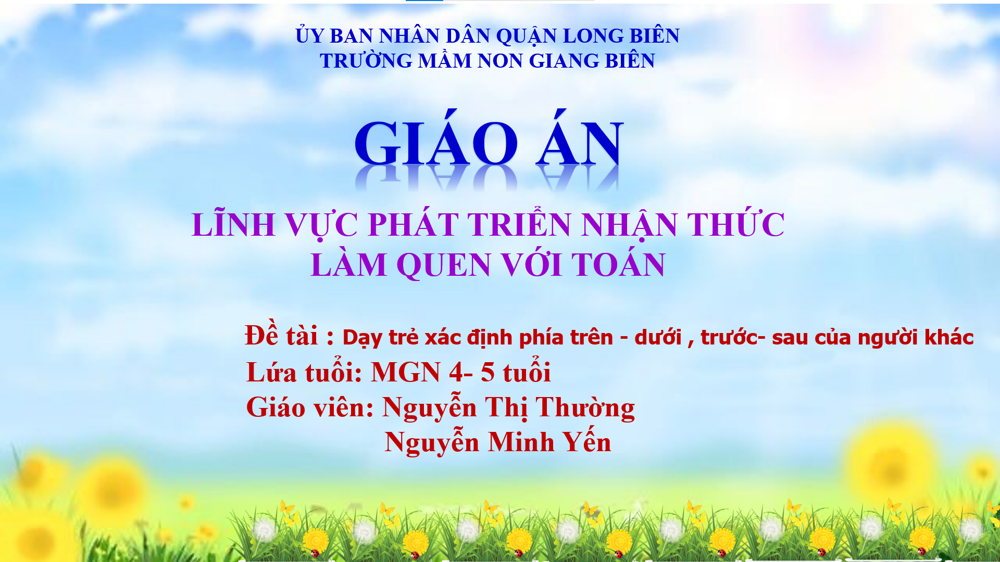 ỦY BAN NHÂN DÂN QUẬN LONG BIÊN
TRƯỜNG MẦM NON GIANG BIÊN
GIÁO ÁN
LĨNH VỰC PHÁT TRIỂN NHẬN THỨC
LÀM QUEN VỚI TOÁN
Đề tài : Dạy trẻ xác định phía trên - dưới , trước- sau của người khác
Lứa tuổi: MGN 4- 5 tuổi
Giáo viên: Nguyễn Thị Thường
Nguyễn Minh Yến